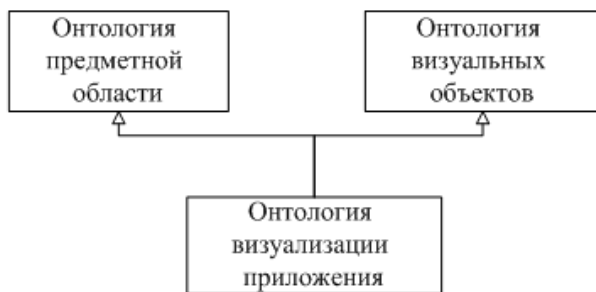 Онтология
предметной
области
Онтология
визуальных
объектов
Онтология
визуализации
приложения